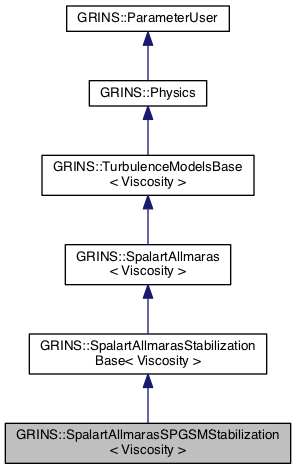 GRINS::ParameterUser
GRINS::Physics
GRINS::TurbulenceModelsBase
< Viscosity >
GRINS::SpalartAllmaras
< Viscosity >
GRINS::SpalartAllmarasStabilization
Base< Viscosity >
GRINS::SpalartAllmarasSPGSMStabilization
< Viscosity >